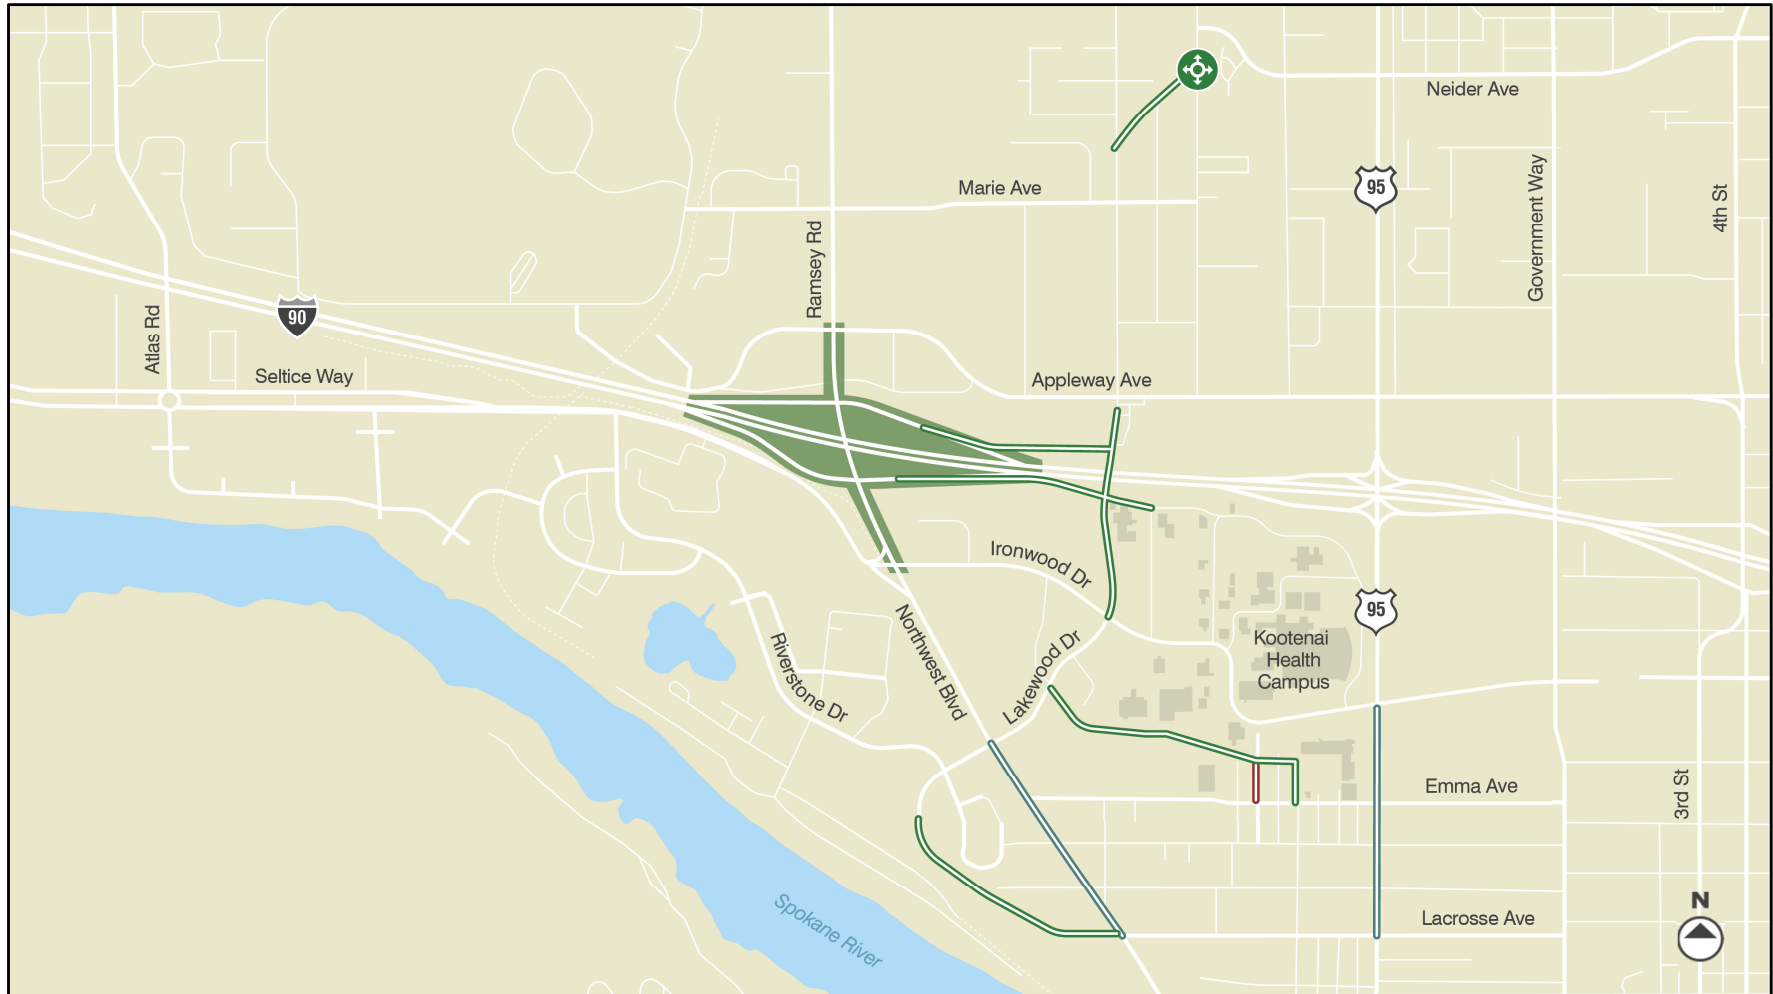 Neider Ave
Marie Ave
95
Government Way
4th St
Ramsey Rd
90
Atlas Rd
Seltice Way
Appleway Ave
Ironwood Dr
95
Kootenai
Health
Campus
Northwest Blvd
Lakewood Dr
Riverstone Dr
Emma Ave
3rd St
N
Lacrosse Ave
Spokane River